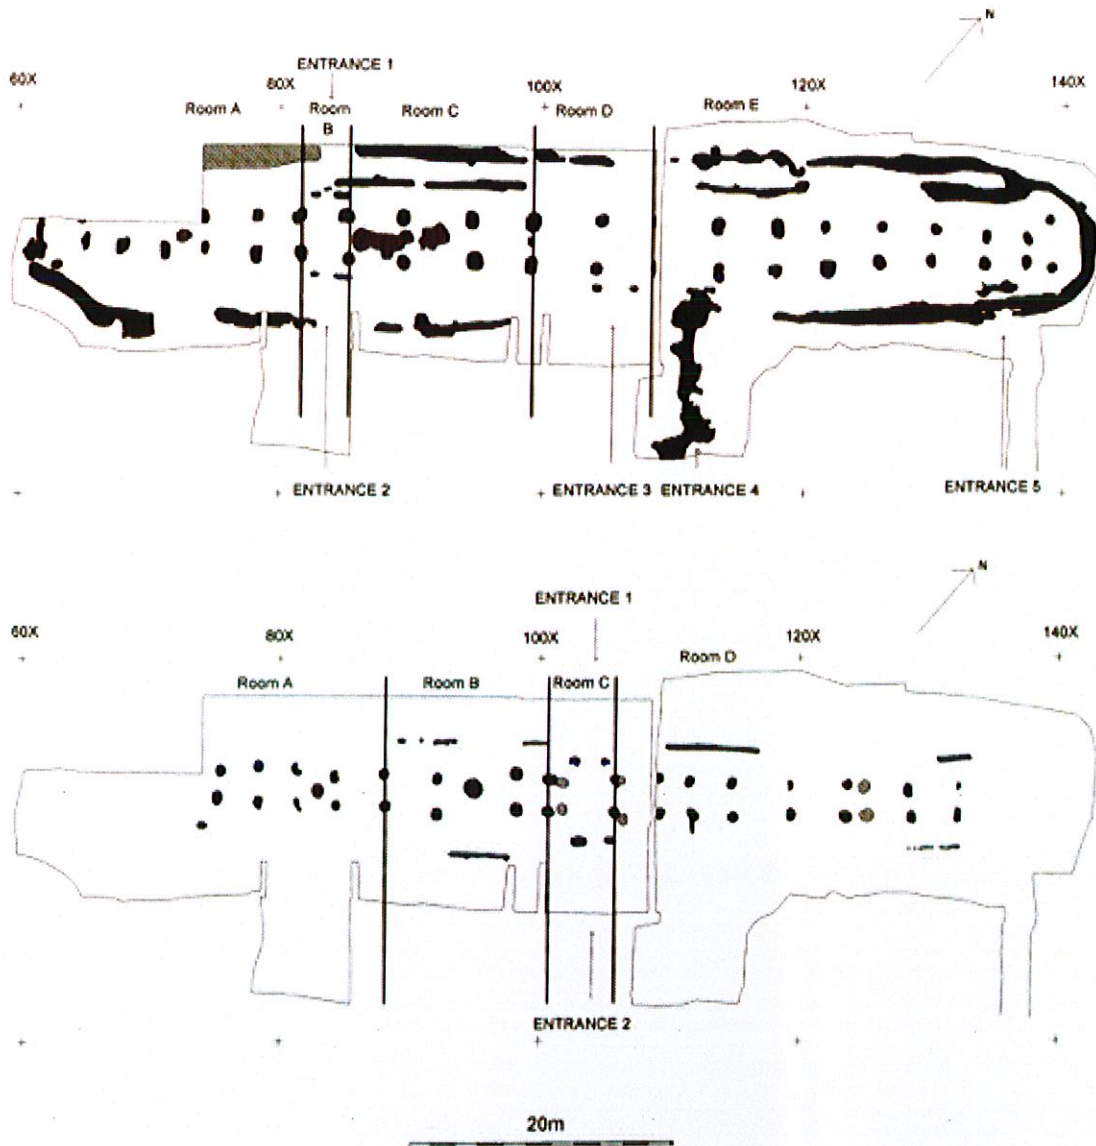 N
ENTRANCE 1
60X 80X 100X 120X 140X
Room A Room B Room C Room D Room E
ENTRANCE 2 ENTRANCE 3 ENTRANCE 4 ENTRANCE 5
N
ENTRANCE 1
60X 80X 100X 120X 140X
Room A Room B Room C Room D
ENTRANCE 2
20m